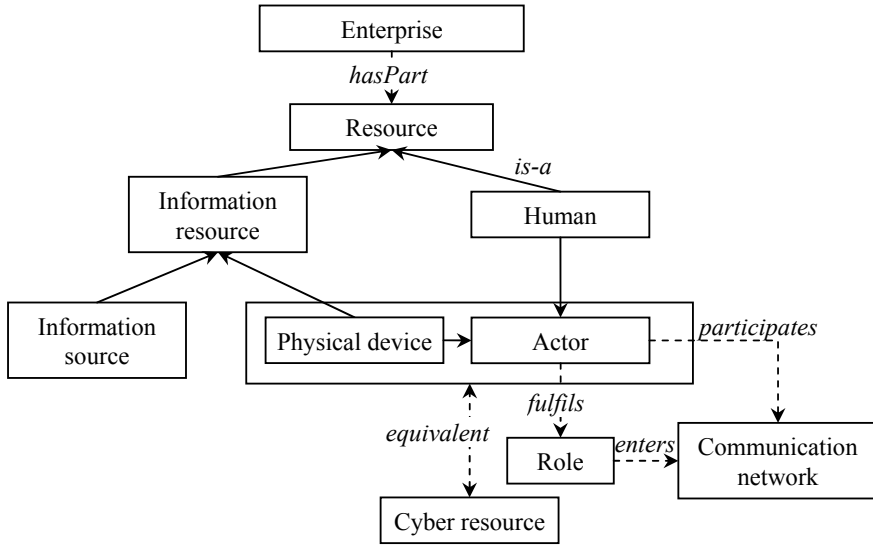 Enterprise
hasPart
Resource
is-a
Information
resource
Human
Information
source
Physical device
Actor
participates
equivalent
fulfils
Role
enters
Communication
network
Cyber resource